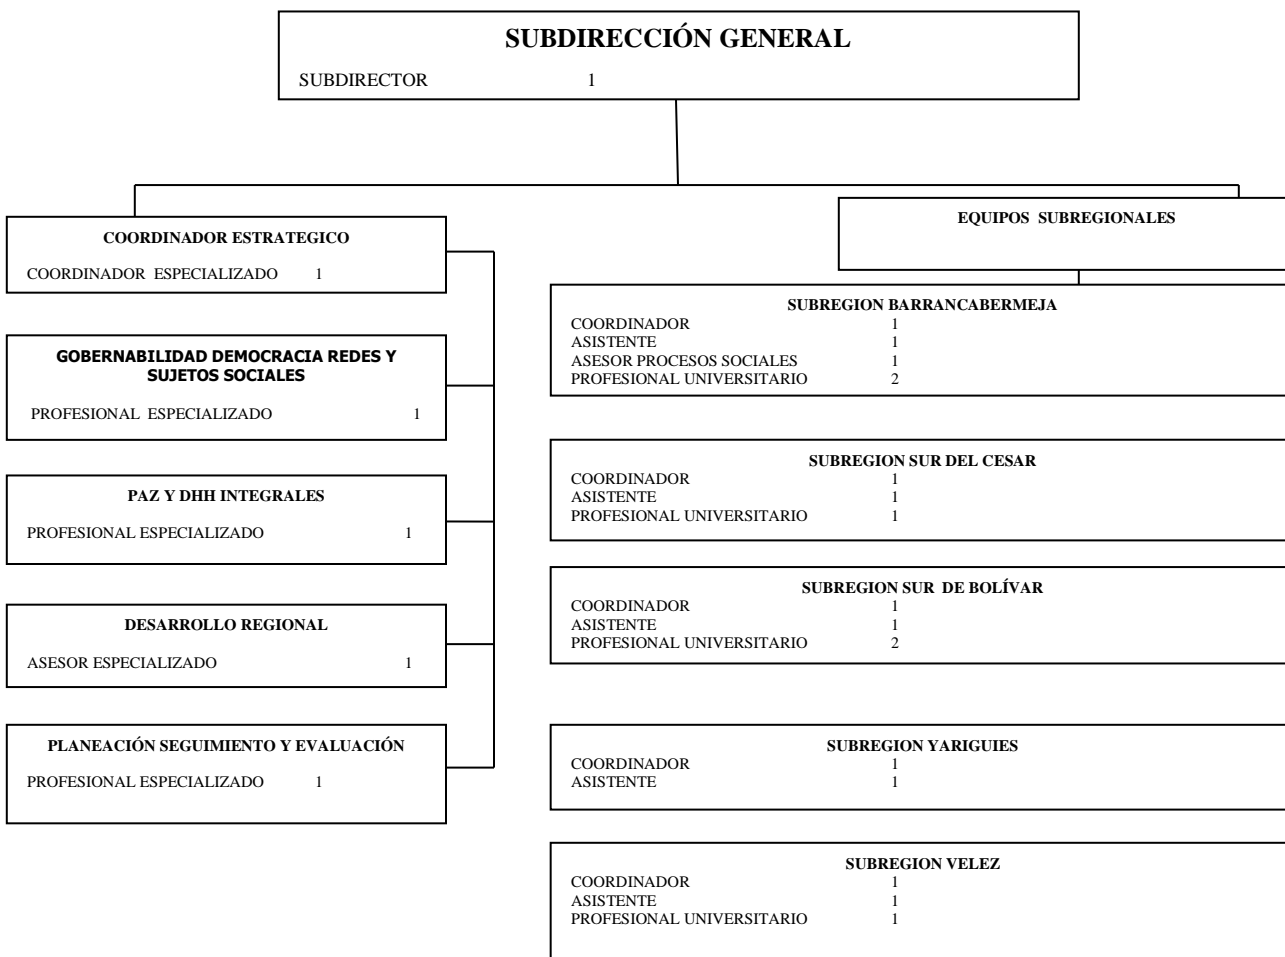 SUBDIRECCIÓN GENERAL
SUBDIRECTOR 1
COORDINADOR ESTRATEGICO
COORDINADOR ESPECIALIZADO 1
GOBERNABILIDAD DEMOCRACIA REDES Y
SUJETOS SOCIALES
PROFESIONAL ESPECIALIZADO 1
PAZ Y DHH INTEGRALES
PROFESIONAL ESPECIALIZADO 1
DESARROLLO REGIONAL
ASESOR ESPECIALIZADO 1
PLANEACIÓN SEGUIMIENTO Y EVALUACIÓN
PROFESIONAL ESPECIALIZADO 1
EQUIPOS SUBREGIONALES
SUBREGION BARRANCABERMEJA
COORDINADOR 1
ASISTENTE 1
ASESOR PROCESOS SOCIALES 1
PROFESIONAL UNIVERSITARIO 2
SUBREGION SUR DEL CESAR
COORDINADOR 1
ASISTENTE 1
PROFESIONAL UNIVERSITARIO 1
SUBREGION SUR DE BOLÍVAR
COORDINADOR 1
ASISTENTE 1
PROFESIONAL UNIVERSITARIO 2
SUBREGION YARIGUIES
COORDINADOR 1
ASISTENTE 1
SUBREGION VELEZ
COORDINADOR 1
ASISTENTE 1
PROFESIONAL UNIVERSITARIO 1